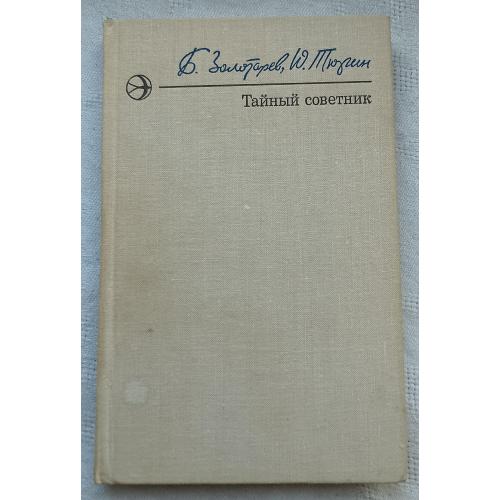 Б. Золотарев, Ю. Тюрин
Тайный советник